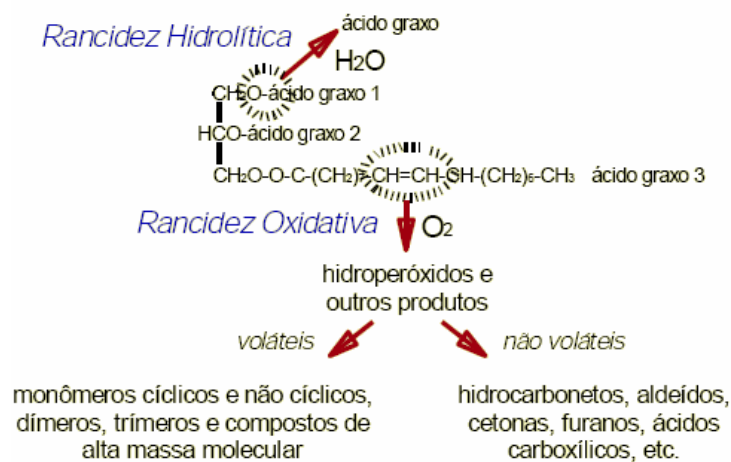 Rancidez Hidrolítica
ácido graxo
H2O
CH2O-ácido graxo 1
HCO-ácido graxo 2
CH2O-O-C-(CH2)7-CH=CH-CH-(CH2)6-CH3 ácido graxo 3
Rancidez Oxidativa
O2
hidroperóxidos e
outros produtos
voláteis
não voláteis
monômeros cíclicos e não cíclicos,
dímeros, trímeros e compostos de
alta massa molecular
hidrocarbonetos, aldeídos,
cetonas, furanos, ácidos
carboxílicos, etc.